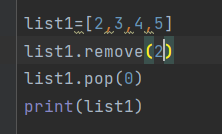 list1=[2,3,4,5]
list1.remove(2)
list1.pop(0)
print(list1)